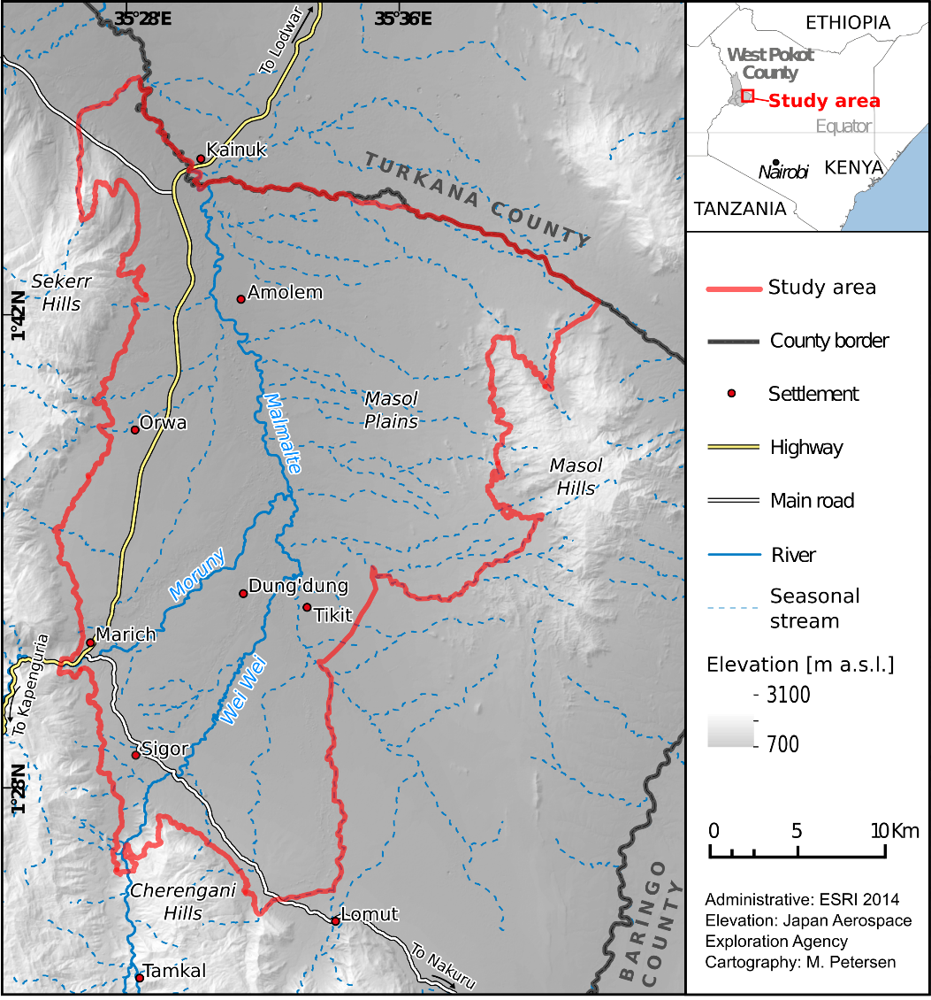 35°28'E
35°36'E
To Lodwar
Kainuk
TURKANA COUNTY
Sekerr
Hills
1°42'N
Amolem
Masol
Plains
Malmalte
Orwa
Masol
Hills
Moruny
Dung'dung
Tikit
Marich
To Kapenguria
Wei Wei
Sigor
1°28'N
Cherengani
Hills
Lomut
To Nakuru
Tamkal
BARINGO
COUNTY
ETHIOPIA
West Pokot
County
Study area
Equator
Nairobi
KENYA
TANZANIA
Study area
County border
Settlement
Highway
Main road
River
Seasonal
stream
Elevation [m a.s.l.]
- 3100
-
- 700
0 5 10 Km
Administrative: ESRI 2014
Elevation: Japan Aerospace
Exploration Agency
Cartography: M. Petersen